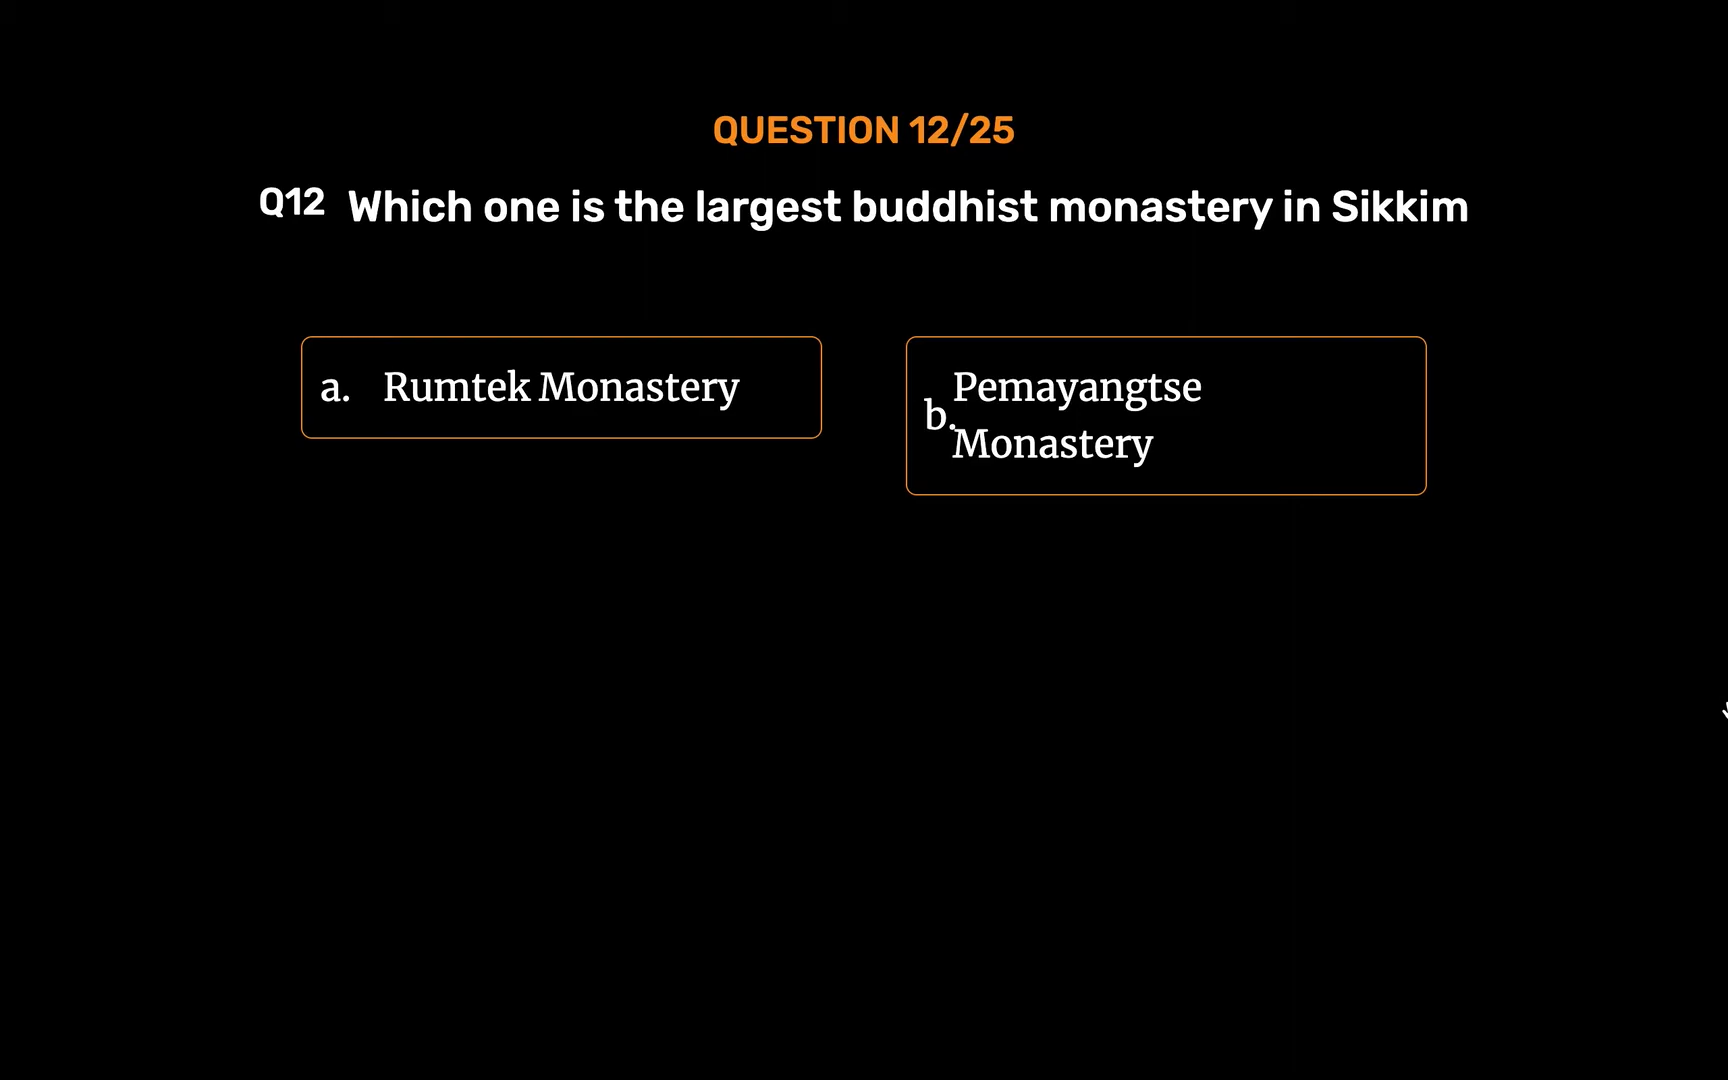 QUESTION 12/25
Q12 Which one is the largest buddhist monastery in Sikkim
a. Rumtek Monastery
b. Pemayangtse
Monastery